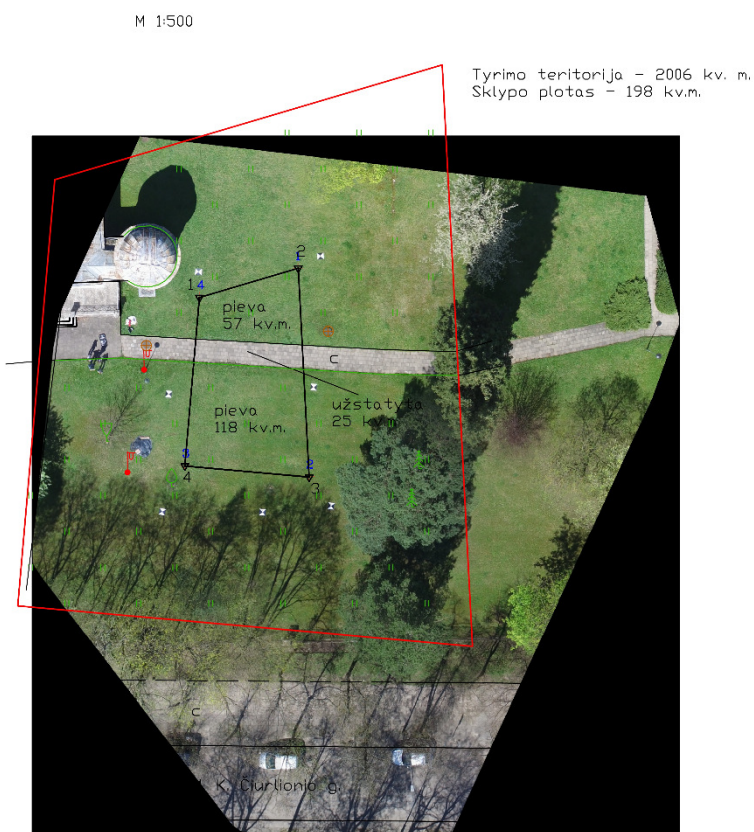 M 1:500
Tyrimo teritorija - 2006 kv. m.
Sklypo plotas - 198 kv.m.
2
1
1
4
pieva
57 kv.m.
c
užstatyta
25 kv.m.
pieva
118 kv.m.
3
4
2
3
c
K. Čiurlionio g.